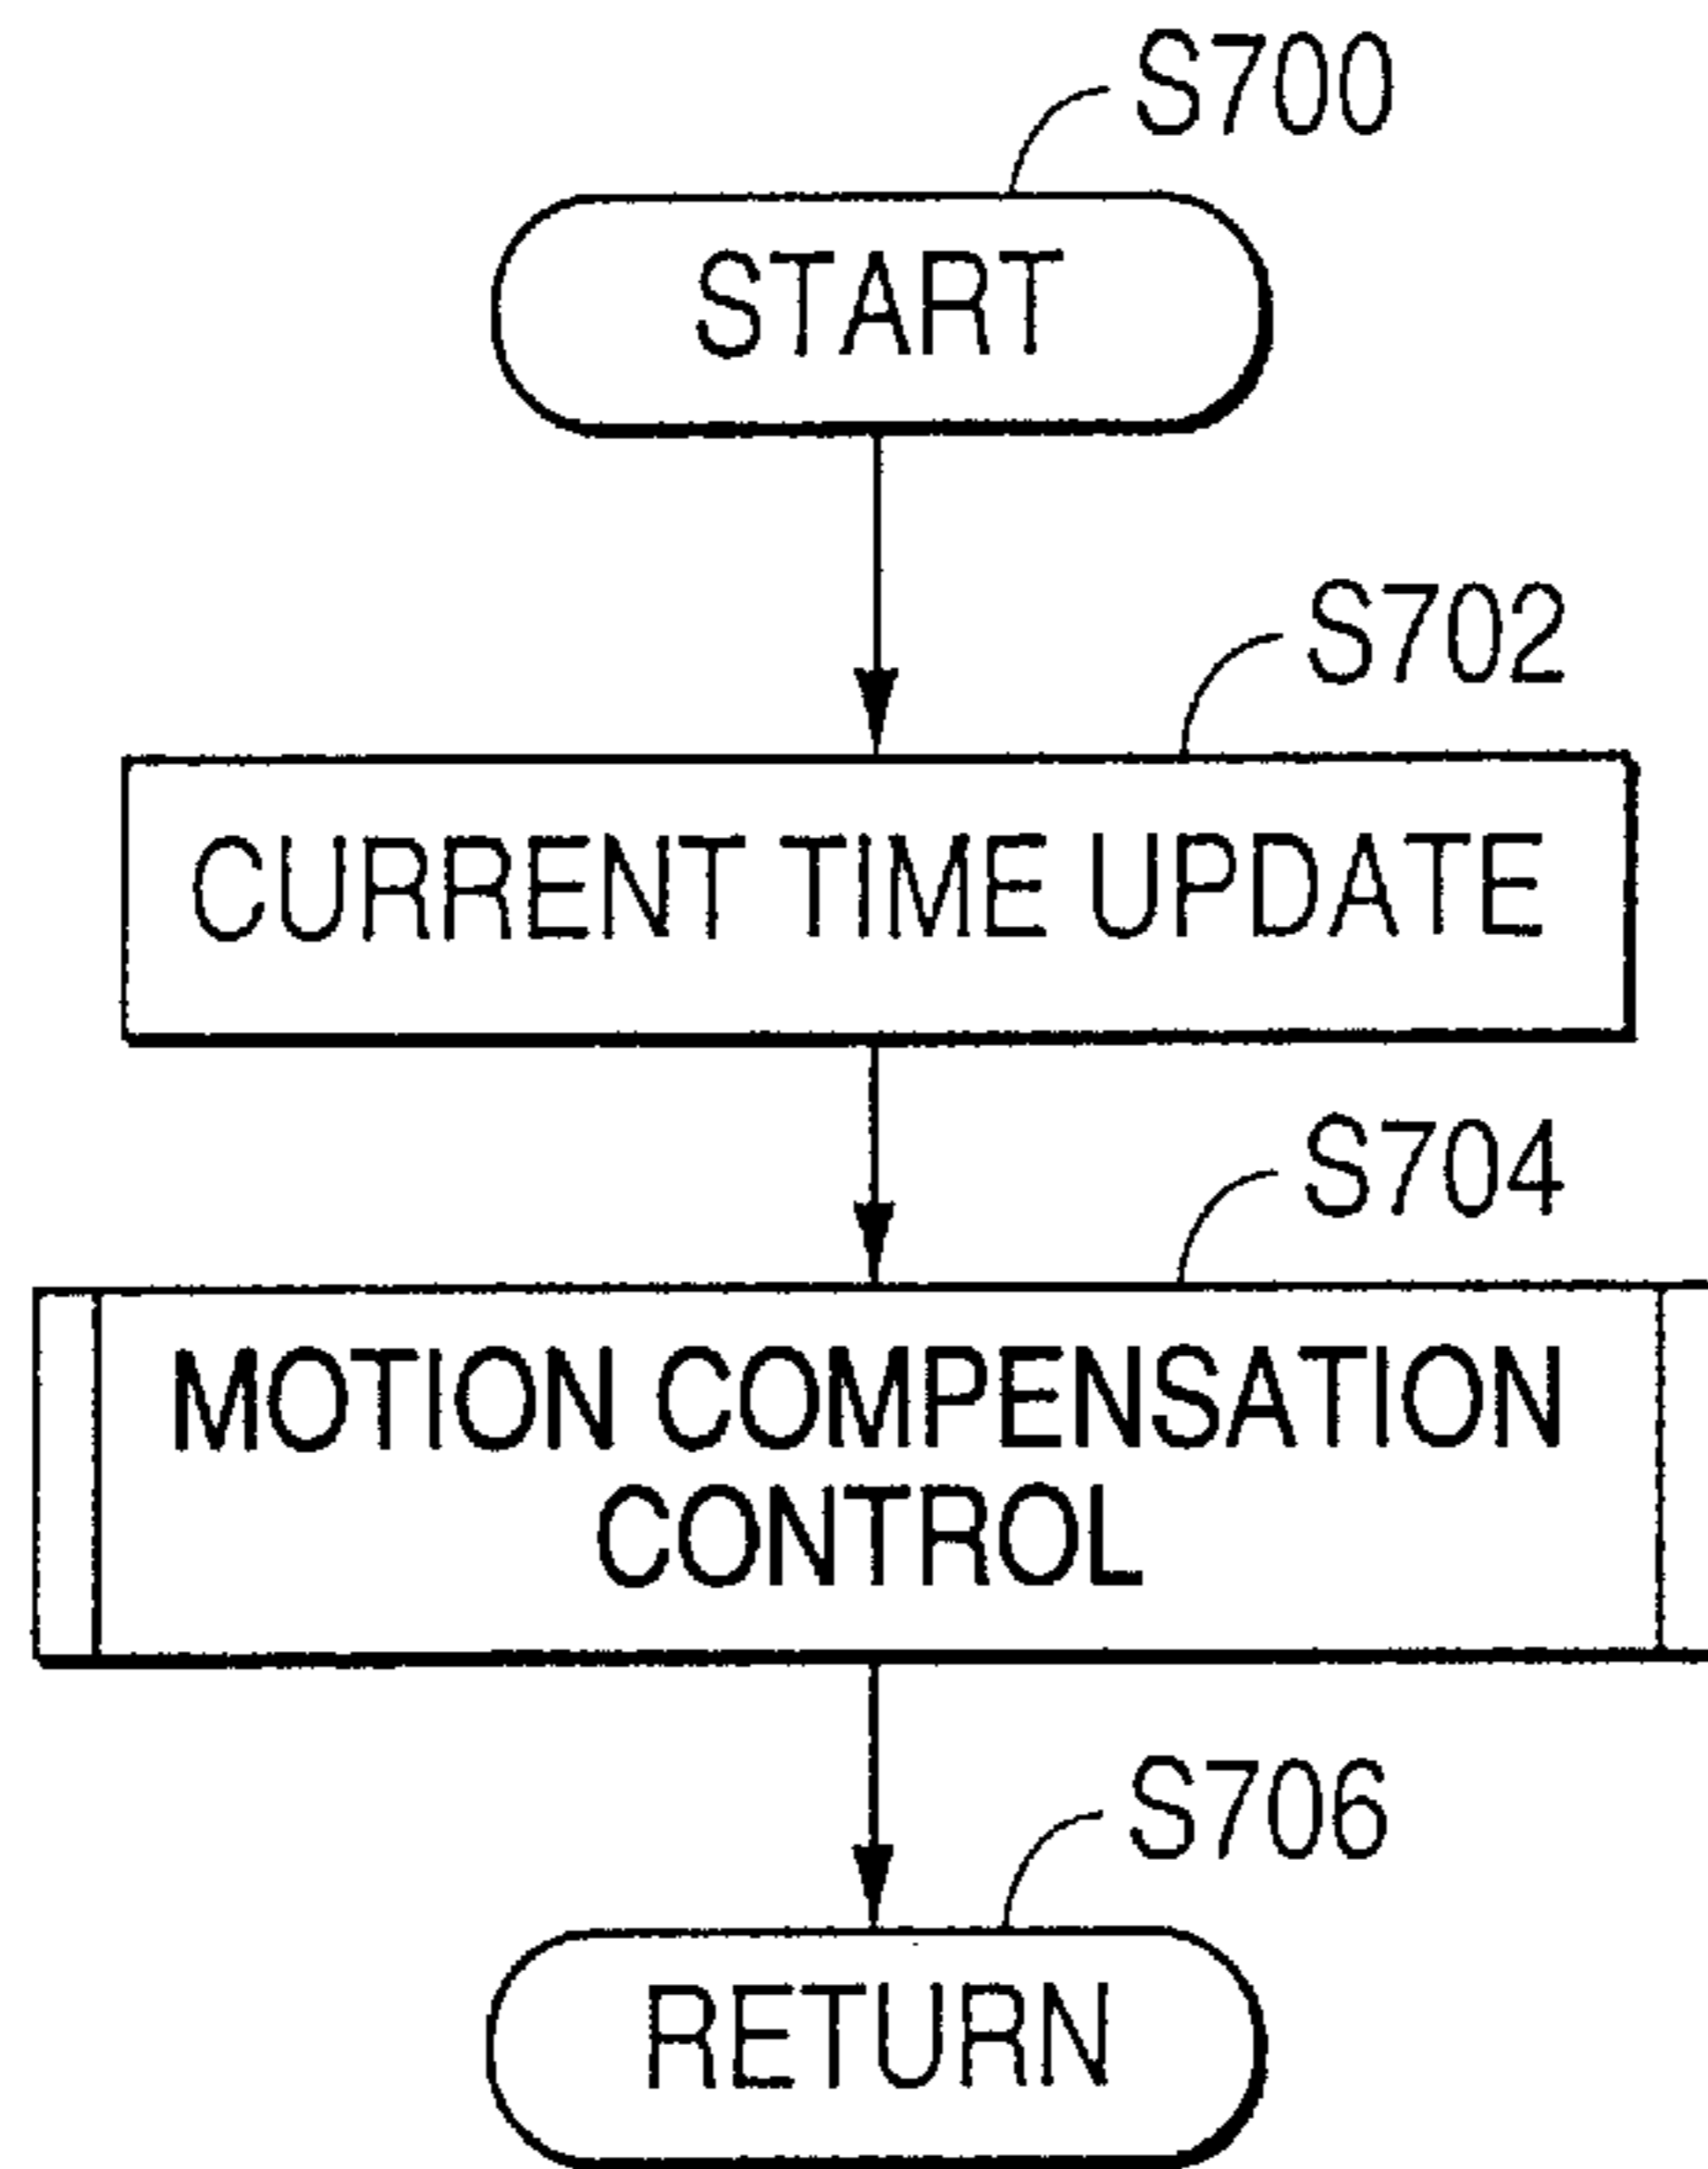 S700
START
S702
CURRENT TIME UPDATE
S704
MOTION COMPENSATION
CONTROL
S706
RETURN